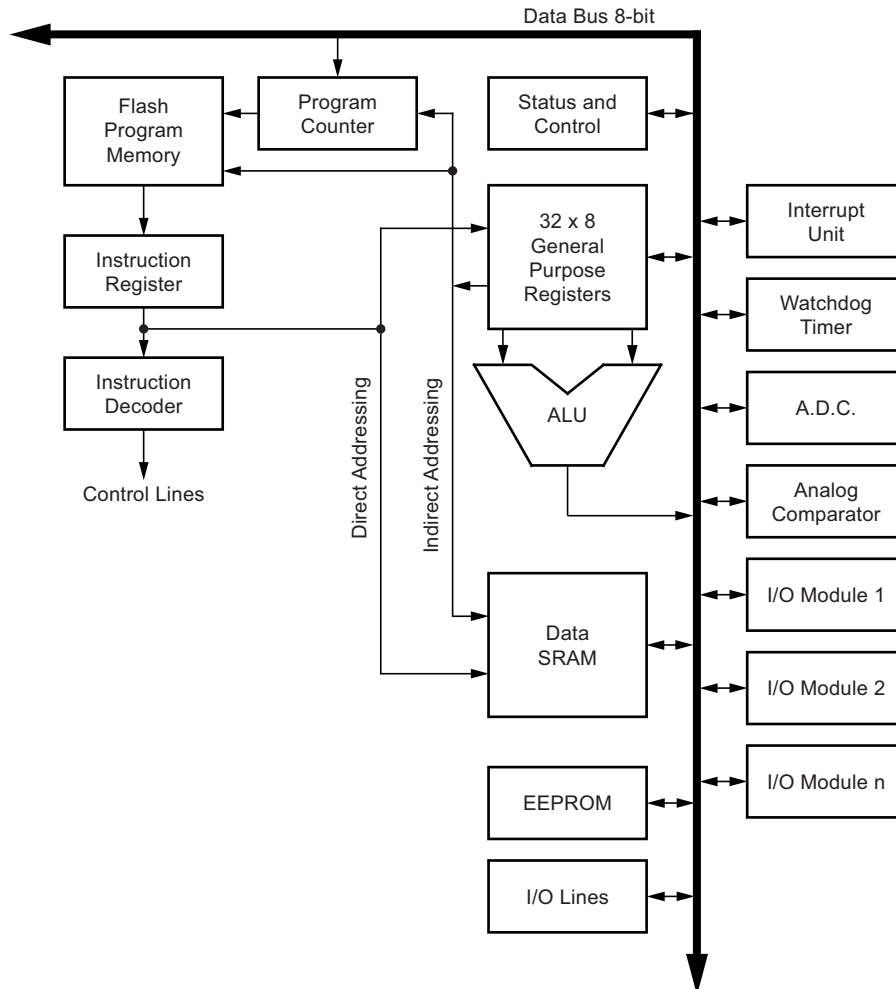 Data Bus 8-bit
Flash
Program
Memory
Program
Counter
Status and
Control
32 x 8
General
Purpose
Registers
Interrupt
Unit
Instruction
Register
Watchdog
Timer
Instruction
Decoder
ALU
A.D.C.
Direct Addressing
Indirect Addressing
Control Lines
Analog
Comparator
I/O Module 1
Data
SRAM
I/O Module 2
I/O Module n
EEPROM
I/O Lines